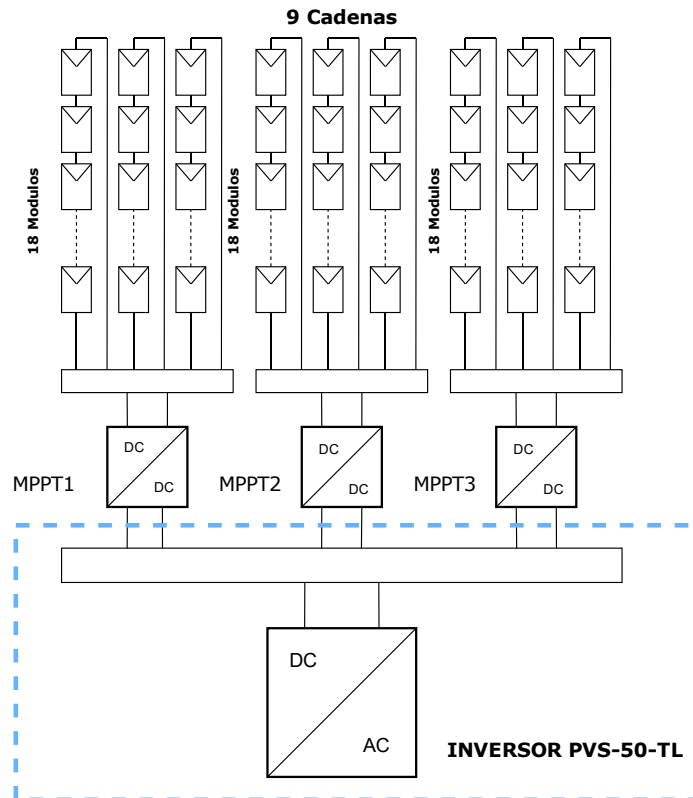 9 Cadenas
18 Modulos
18 Modulos
18 Modulos
DC
DC
MPPT1
DC
DC
MPPT2
DC
DC
MPPT3
DC
AC
INVERSOR PVS-50-TL